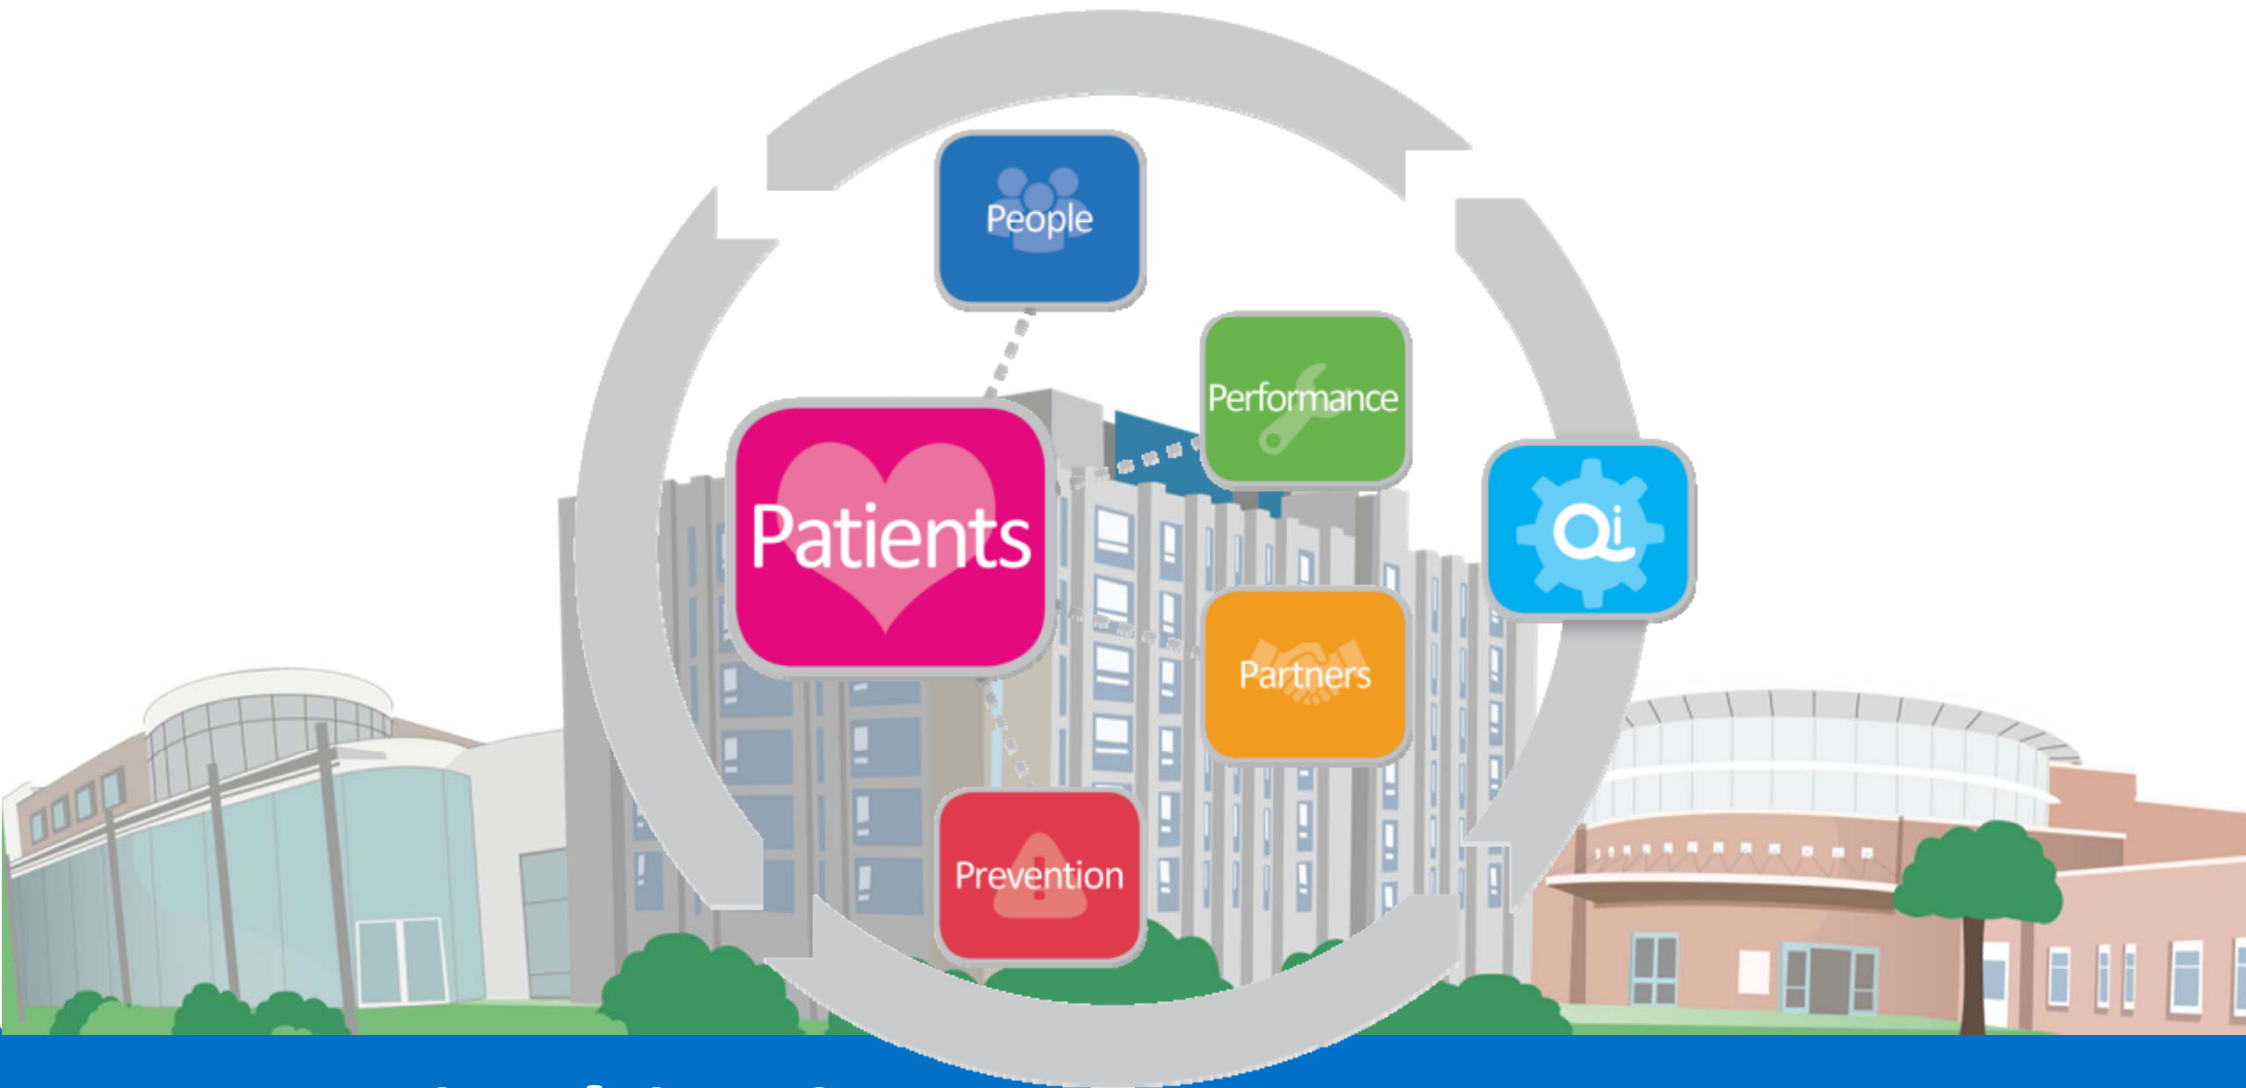 People
Performance
Patients
Qi
Partners
Prevention